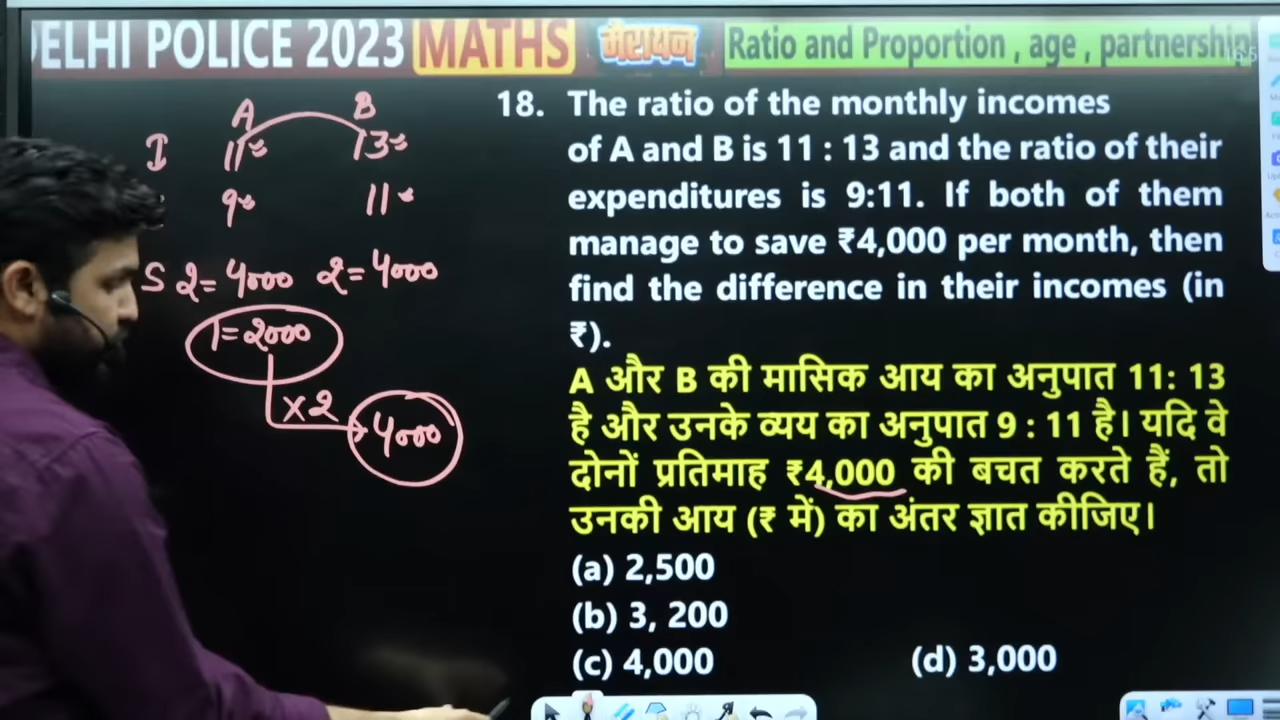 ELHI POLICE 2023 MATHS मैराथन Ratio and Proportion , age , partnership
A B
I 11 13
9 11
S 2=4000 2=4000
1=2000
×2
4000
18. The ratio of the monthly incomes
of A and B is 11 : 13 and the ratio of their
expenditures is 9:11. If both of them
manage to save ₹4,000 per month, then
find the difference in their incomes (in
₹).
A और B की मासिक आय का अनुपात 11: 13
है और उनके व्यय का अनुपात 9 : 11 है। यदि वे
दोनों प्रतिमाह ₹4,000 की बचत करते हैं, तो
उनकी आय (₹ में) का अंतर ज्ञात कीजिए।
(a) 2,500
(b) 3, 200
(c) 4,000 (d) 3,000